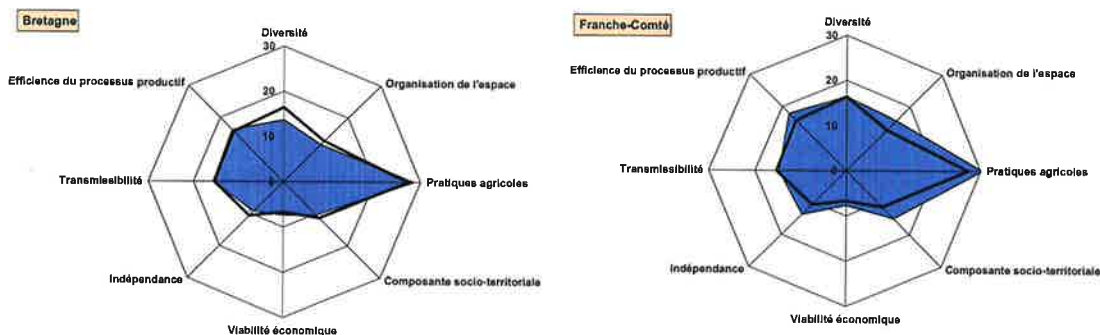 Bretagne
Diversité
30
Efficience du processus productif
Organisation de l'espace
20
10
Transmissibilité
0
Pratiques agricoles
Indépendance
Composante socio-territoriale
Viabilité économique
Franche-Comté
Diversité
30
Efficience du processus productif
Organisation de l'espace
20
10
Transmissibilité
0
Pratiques agricoles
Indépendance
Composante socio-territoriale
Viabilité économique